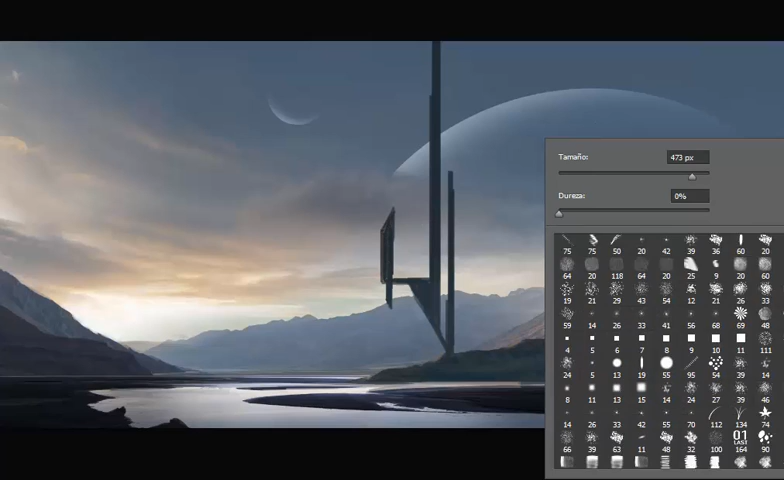 Tamaño: 473 px
Dureza: 0%
75 75 50 20 42 39 36 60 20
64 20 118 64 20 25 9 20 60
19 21 29 43 54 12 21 26 33
59 14 26 33 41 56 68 69 48
4 5 6 7 8 9 10 11 111
24 5 13 19 55 95 54 39 14
8 11 13 15 14 24 27 39 46
14 26 33 42 55 70 112 134 74
01
LAST
66 39 63 11 48 32 100 164 90